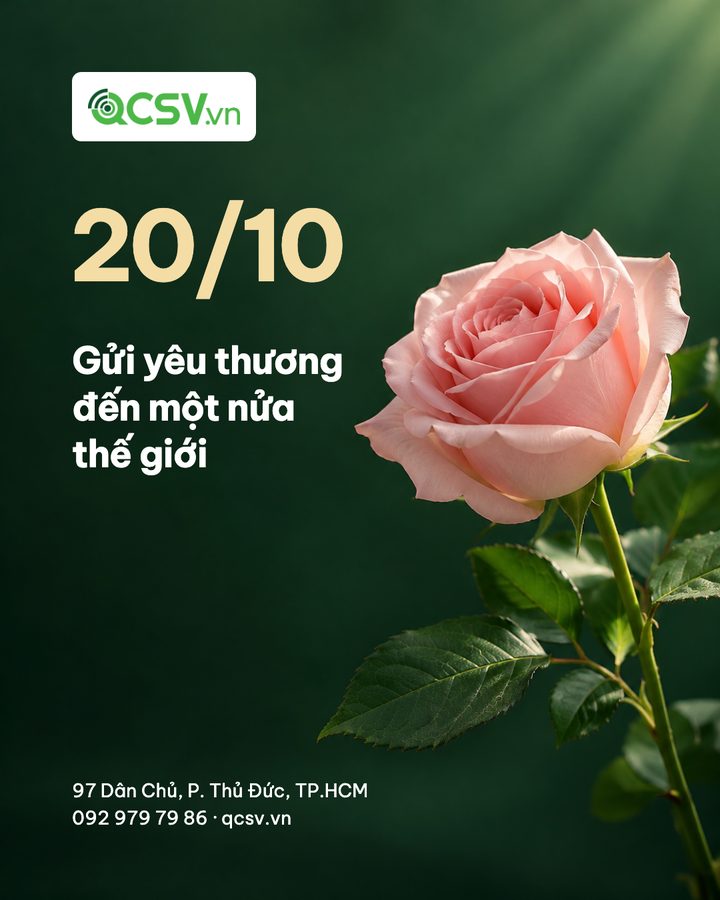 QCSV.vn
20/10
Gửi yêu thương
đến một nửa
thế giới
97 Dân Chủ, P. Thủ Đức, TP.HCM
092 979 79 86 · qcsv.vn